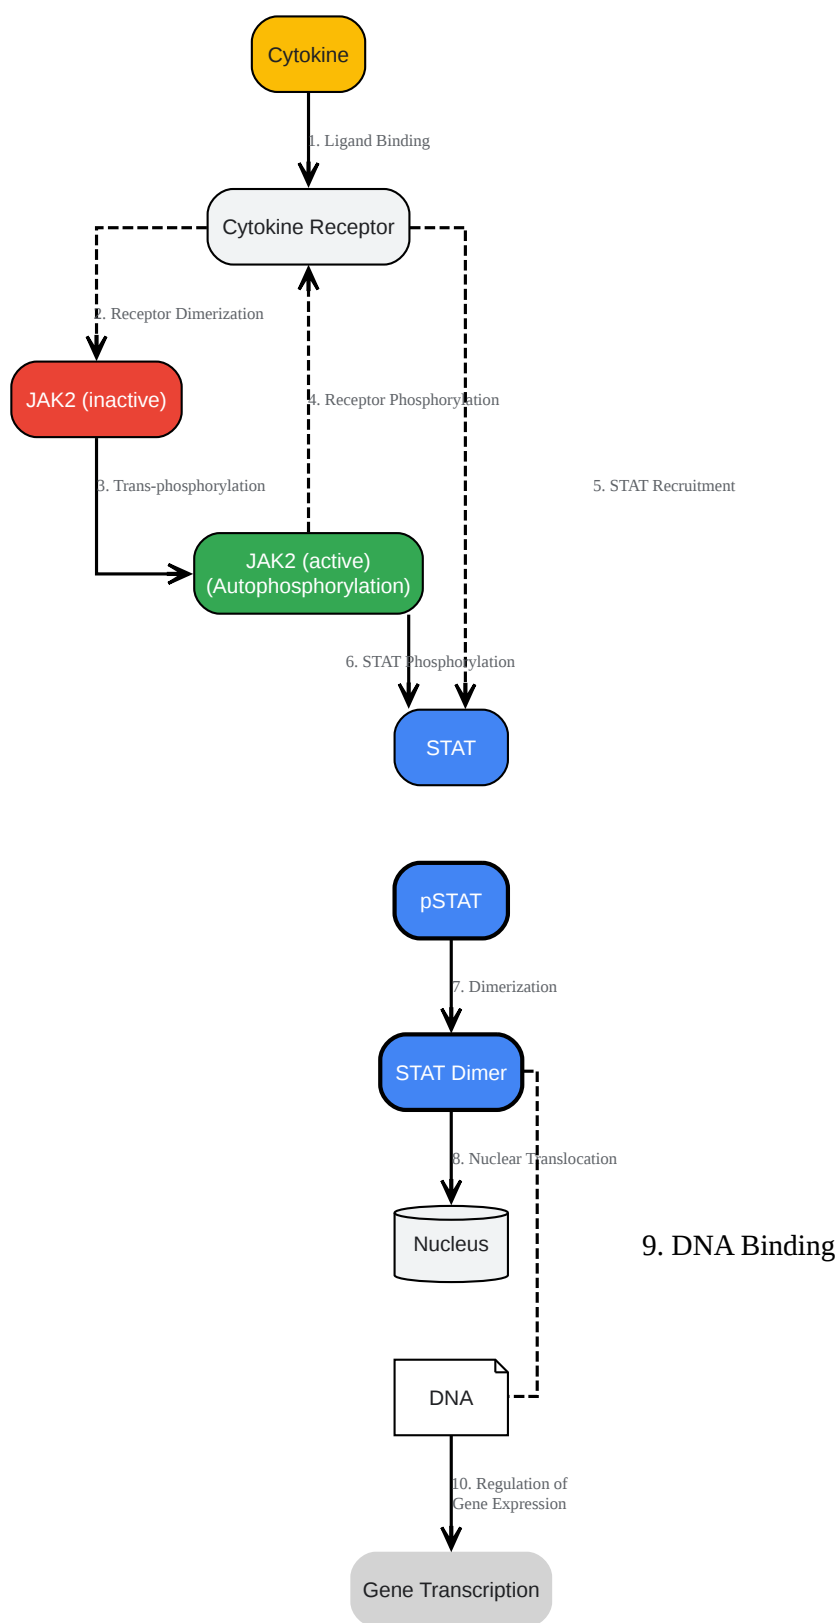 Cytokine
1. Ligand Binding
Cytokine Receptor
2. Receptor Dimerization
JAK2 (inactive)
4. Receptor Phosphorylation
3. Trans-phosphorylation
5. STAT Recruitment
JAK2 (active)
(Autophosphorylation)
6. STAT Phosphorylation
STAT
pSTAT
7. Dimerization
STAT Dimer
8. Nuclear Translocation
Nucleus
9. DNA Binding
DNA
10. Regulation of
Gene Expression
Gene Transcription